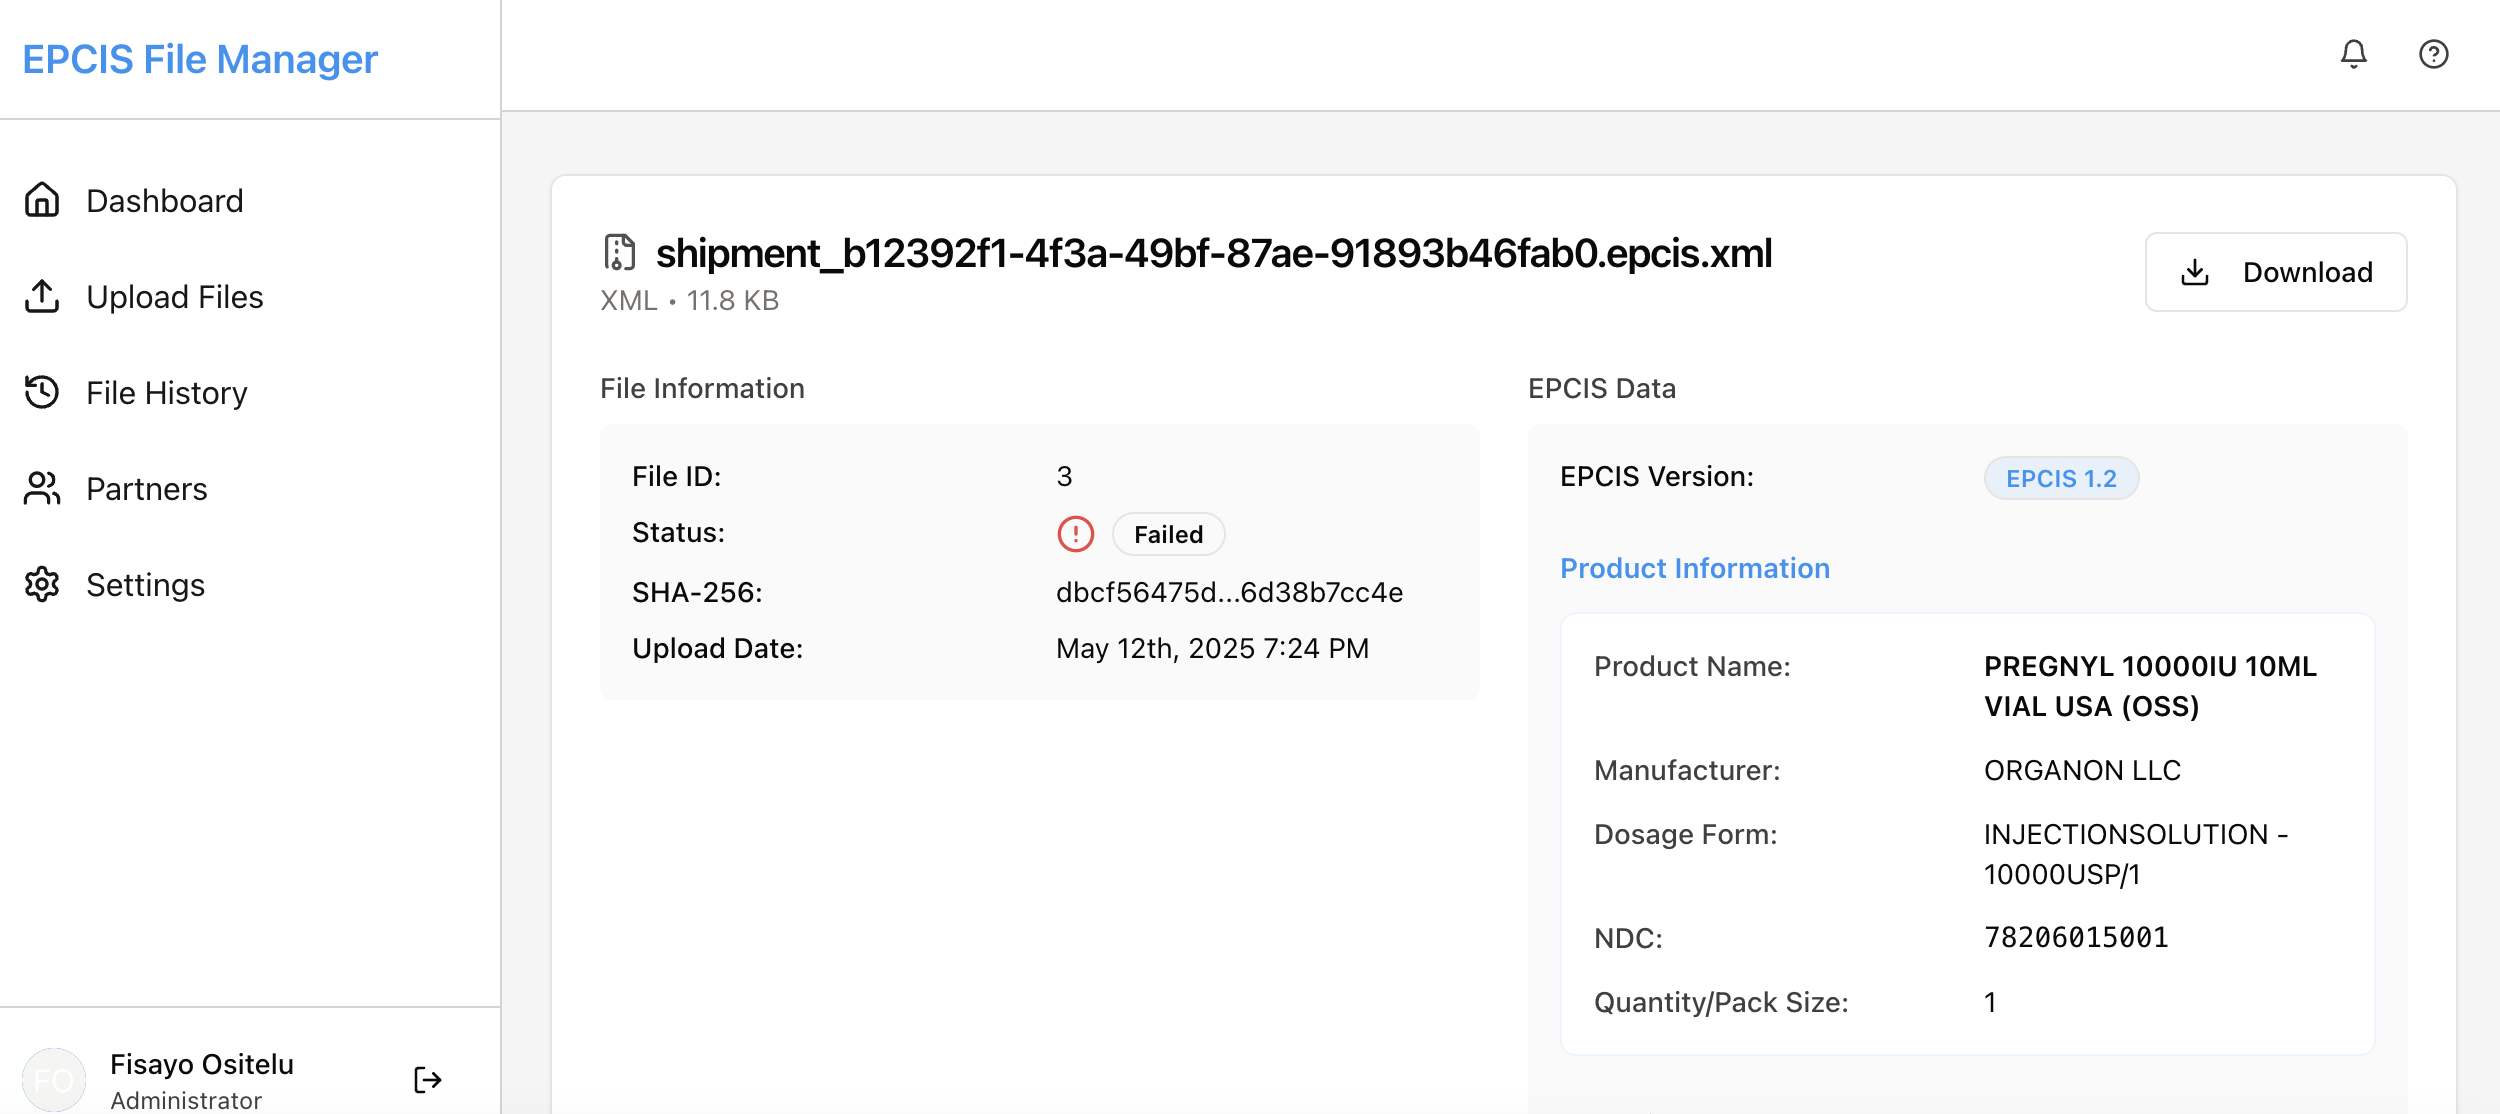 EPCIS File Manager
Dashboard
Upload Files
File History
Partners
Settings
Fisayo Ositelu
Administrator
FO
shipment_b12392f1-4f3a-49bf-87ae-91893b46fab0.epcis.xml
XML • 11.8 KB
Download
File Information
File ID: 3
Status: Failed
SHA-256: dbcf56475d...6d38b7cc4e
Upload Date: May 12th, 2025 7:24 PM
EPCIS Data
EPCIS Version: EPCIS 1.2
Product Information
Product Name: PREGNYL 10000IU 10ML
VIAL USA (OSS)
Manufacturer: ORGANON LLC
Dosage Form: INJECTIONSOLUTION -
10000USP/1
NDC: 78206015001
Quantity/Pack Size: 1